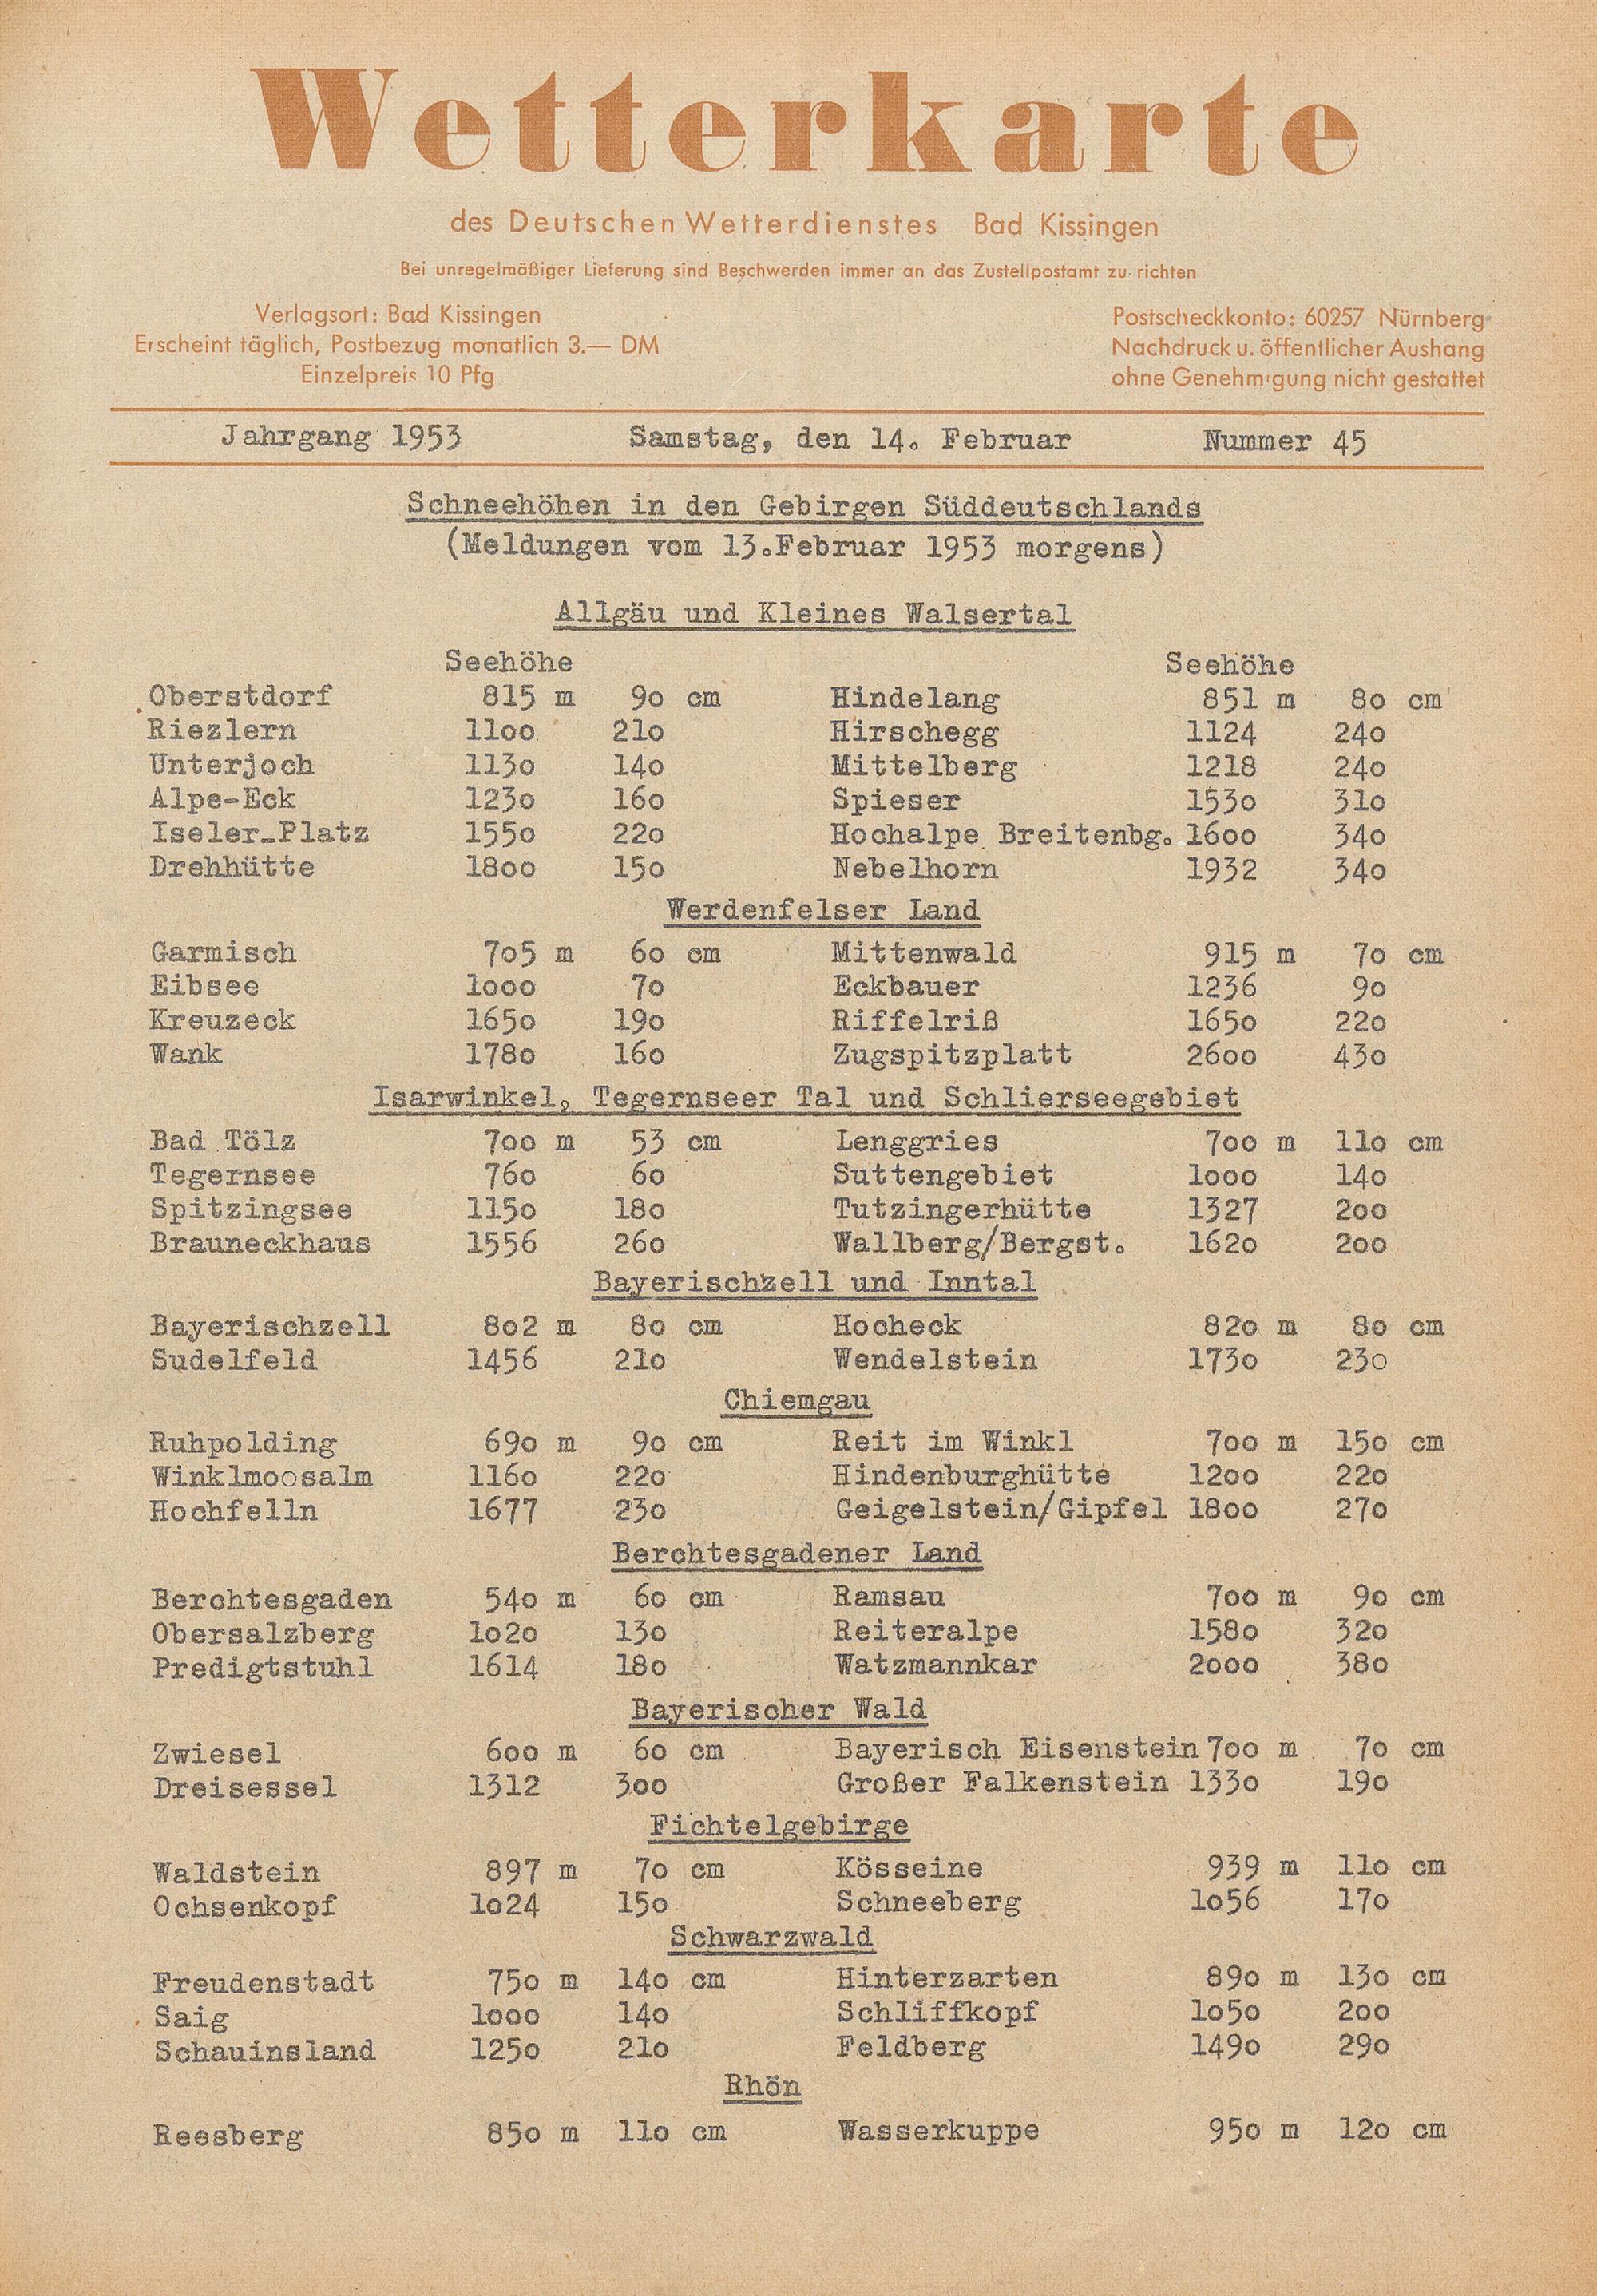 Wetterkarte
des Deutschen Wetterdienstes Bad Kissingen
Bei unregelmäßiger Lieferung sind Beschwerden immer an das Zustellpostamt zu richten
Verlagsort: Bad Kissingen
Erscheint täglich, Postbezug monatlich 3.— DM
Einzelpreis 10 Pfg
Postscheckkonto: 60257 Nürnberg
Nachdruck u. öffentlicher Aushang
ohne Genehmigung nicht gestattet
Jahrgang 1953 Samstag, den 14. Februar Nummer 45
Schneehöhen in den Gebirgen Süddeutschlands
(Meldungen vom 13.Februar 1953 morgens)
Allgäu und Kleines Walsertal
Seehöhe Seehöhe
Oberstdorf 815 m 90 cm Hindelang 851 m 80 cm
Riezlern 1100 210 Hirschegg 1124 240
Unterjoch 1130 140 Mittelberg 1218 240
Alpe-Eck 1230 160 Spieser 1530 310
Iseler-Platz 1550 220 Hochalpe Breitenbg. 1600 340
Drehhütte 1800 150 Nebelhorn 1932 340
Werdenfelser Land
Garmisch 705 m 60 cm Mittenwald 915 m 70 cm
Eibsee 1000 70 Eckbauer 1236 90
Kreuzeck 1650 190 Riffelriß 1650 220
Wank 1780 160 Zugspitzplatt 2600 430
Isarwinkel, Tegernseer Tal und Schlierseegebiet
Bad Tölz 700 m 53 cm Lenggries 700 m 110 cm
Tegernsee 760 60 Suttengebiet 1000 140
Spitzingsee 1150 180 Tutzingerhütte 1327 200
Brauneckhaus 1556 260 Wallberg/Bergst. 1620 200
Bayerischzell und Inntal
Bayerischzell 802 m 80 cm Hocheck 820 m 80 cm
Sudelfeld 1456 210 Wendelstein 1730 230
Chiemgau
Ruhpolding 690 m 90 cm Reit im Winkl 700 m 150 cm
Winklmoosalm 1160 220 Hindenburghütte 1200 220
Hochfelln 1677 230 Geigelstein/Gipfel 1800 270
Berchtesgadener Land
Berchtesgaden 540 m 60 cm Ramsau 700 m 90 cm
Obersalzberg 1020 130 Reiteralpe 1580 320
Predigtstuhl 1614 180 Watzmannkar 2000 380
Bayerischer Wald
Zwiesel 600 m 60 cm Bayerisch Eisenstein 700 m 70 cm
Dreisessel 1312 300 Großer Falkenstein 1330 190
Fichtelgebirge
Waldstein 897 m 70 cm Kösseine 939 m 110 cm
Ochsenkopf 1024 150 Schneeberg 1056 170
Schwarzwald
Freudenstadt 750 m 140 cm Hinterzarten 890 m 130 cm
Saig 1000 140 Schliffkopf 1050 200
Schauinsland 1250 210 Feldberg 1490 290
Rhön
Reesberg 850 m 110 cm Wasserkuppe 950 m 120 cm